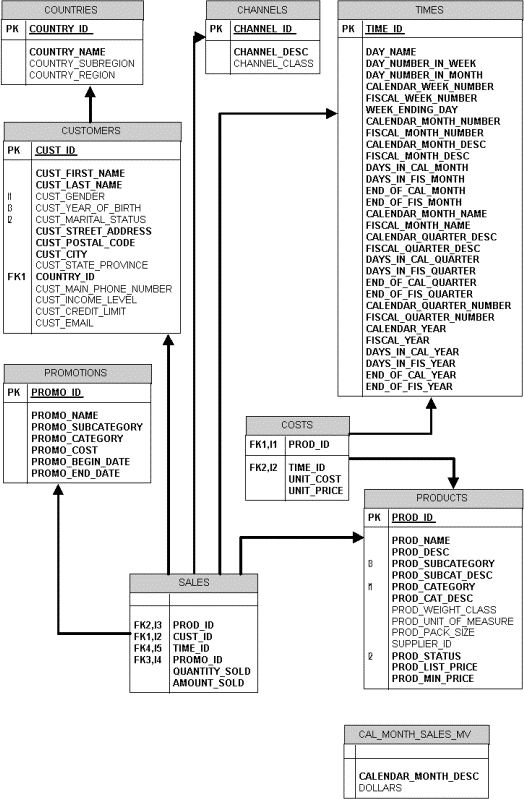 COUNTRIES
PK COUNTRY_ID
COUNTRY_NAME
COUNTRY_SUBREGION
COUNTRY_REGION
CHANNELS
PK CHANNEL_ID
CHANNEL_DESC
CHANNEL_CLASS
TIMES
PK TIME_ID
DAY_NAME
DAY_NUMBER_IN_WEEK
DAY_NUMBER_IN_MONTH
CALENDAR_WEEK_NUMBER
FISCAL_WEEK_NUMBER
WEEK_ENDING_DAY
CALENDAR_MONTH_NUMBER
FISCAL_MONTH_NUMBER
CALENDAR_MONTH_DESC
FISCAL_MONTH_DESC
DAYS_IN_CAL_MONTH
DAYS_IN_FIS_MONTH
END_OF_CAL_MONTH
END_OF_FIS_MONTH
CALENDAR_MONTH_NAME
FISCAL_MONTH_NAME
CALENDAR_QUARTER_DESC
FISCAL_QUARTER_DESC
DAYS_IN_CAL_QUARTER
DAYS_IN_FIS_QUARTER
END_OF_CAL_QUARTER
END_OF_FIS_QUARTER
CALENDAR_QUARTER_NUMBER
FISCAL_QUARTER_NUMBER
CALENDAR_YEAR
FISCAL_YEAR
DAYS_IN_CAL_YEAR
DAYS_IN_FIS_YEAR
END_OF_CAL_YEAR
END_OF_FIS_YEAR
CUSTOMERS
PK CUST_ID
CUST_FIRST_NAME
CUST_LAST_NAME
I1 CUST_GENDER
I3 CUST_YEAR_OF_BIRTH
I2 CUST_MARITAL_STATUS
CUST_STREET_ADDRESS
CUST_POSTAL_CODE
CUST_CITY
CUST_STATE_PROVINCE
FK1 COUNTRY_ID
CUST_MAIN_PHONE_NUMBER
CUST_INCOME_LEVEL
CUST_CREDIT_LIMIT
CUST_EMAIL
PROMOTIONS
PK PROMO_ID
PROMO_NAME
PROMO_SUBCATEGORY
PROMO_CATEGORY
PROMO_COST
PROMO_BEGIN_DATE
PROMO_END_DATE
COSTS
FK1,I1 PROD_ID
FK2,I2 TIME_ID
UNIT_COST
UNIT_PRICE
PRODUCTS
PK PROD_ID
PROD_NAME
PROD_DESC
I3 PROD_SUBCATEGORY
PROD_SUBCAT_DESC
I1 PROD_CATEGORY
PROD_CAT_DESC
PROD_WEIGHT_CLASS
PROD_UNIT_OF_MEASURE
PROD_PACK_SIZE
SUPPLIER_ID
I2 PROD_STATUS
PROD_LIST_PRICE
PROD_MIN_PRICE
SALES
FK2,I3 PROD_ID
FK1,I2 CUST_ID
FK4,I5 TIME_ID
FK3,I4 PROMO_ID
QUANTITY_SOLD
AMOUNT_SOLD
CAL_MONTH_SALES_MV
CALENDAR_MONTH_DESC
DOLLARS